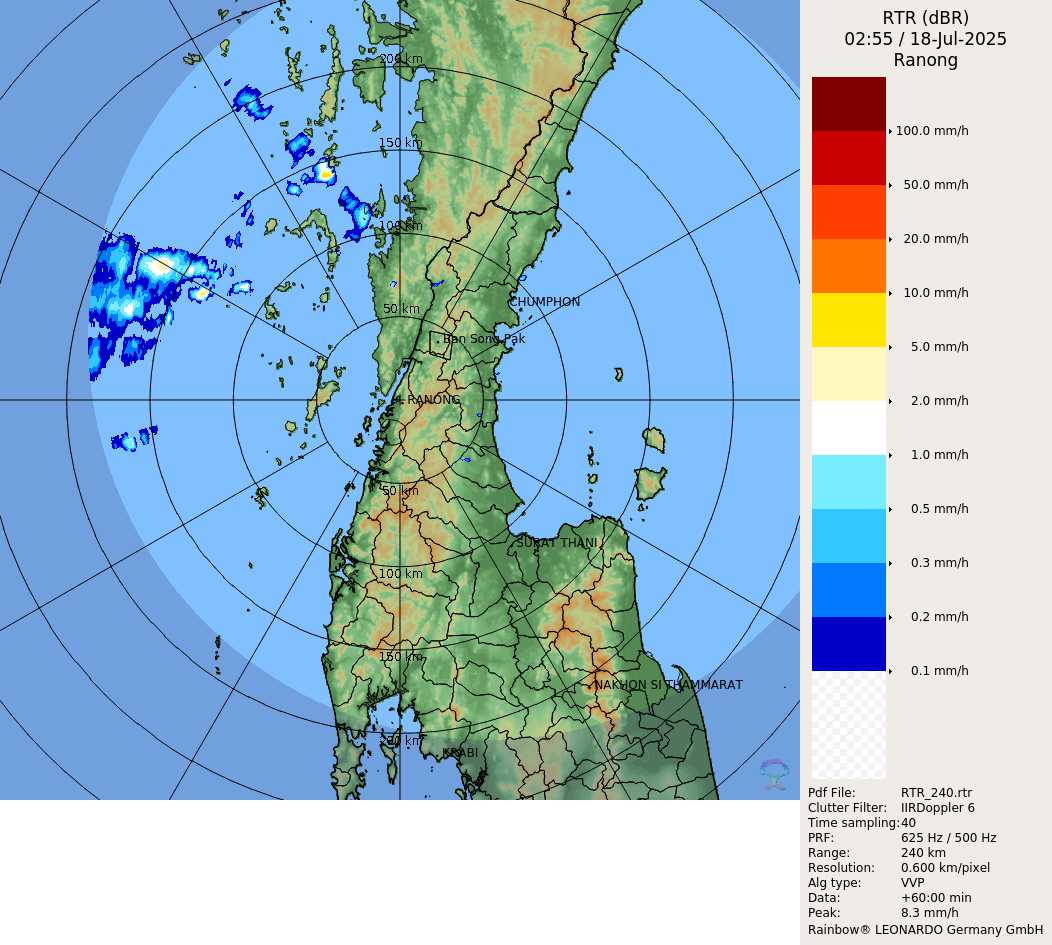 RTR (dBR)
02:55 / 18-Jul-2025
Ranong
100.0 mm/h
50.0 mm/h
20.0 mm/h
10.0 mm/h
5.0 mm/h
2.0 mm/h
1.0 mm/h
0.5 mm/h
0.3 mm/h
0.2 mm/h
0.1 mm/h
200 km
150 km
100 km
50 km
CHUMPHON
Ban Song Pak
RANONG
50 km
SURAT THANI
100 km
150 km
NAKHON SI THAMMARAT
200 km
KRABI
Pdf File: RTR_240.rtr
Clutter Filter: IIRDoppler 6
Time sampling: 40
PRF: 625 Hz / 500 Hz
Range: 240 km
Resolution: 0.600 km/pixel
Alg type: VVP
Data: +60:00 min
Peak: 8.3 mm/h
Rainbow® LEONARDO Germany GmbH